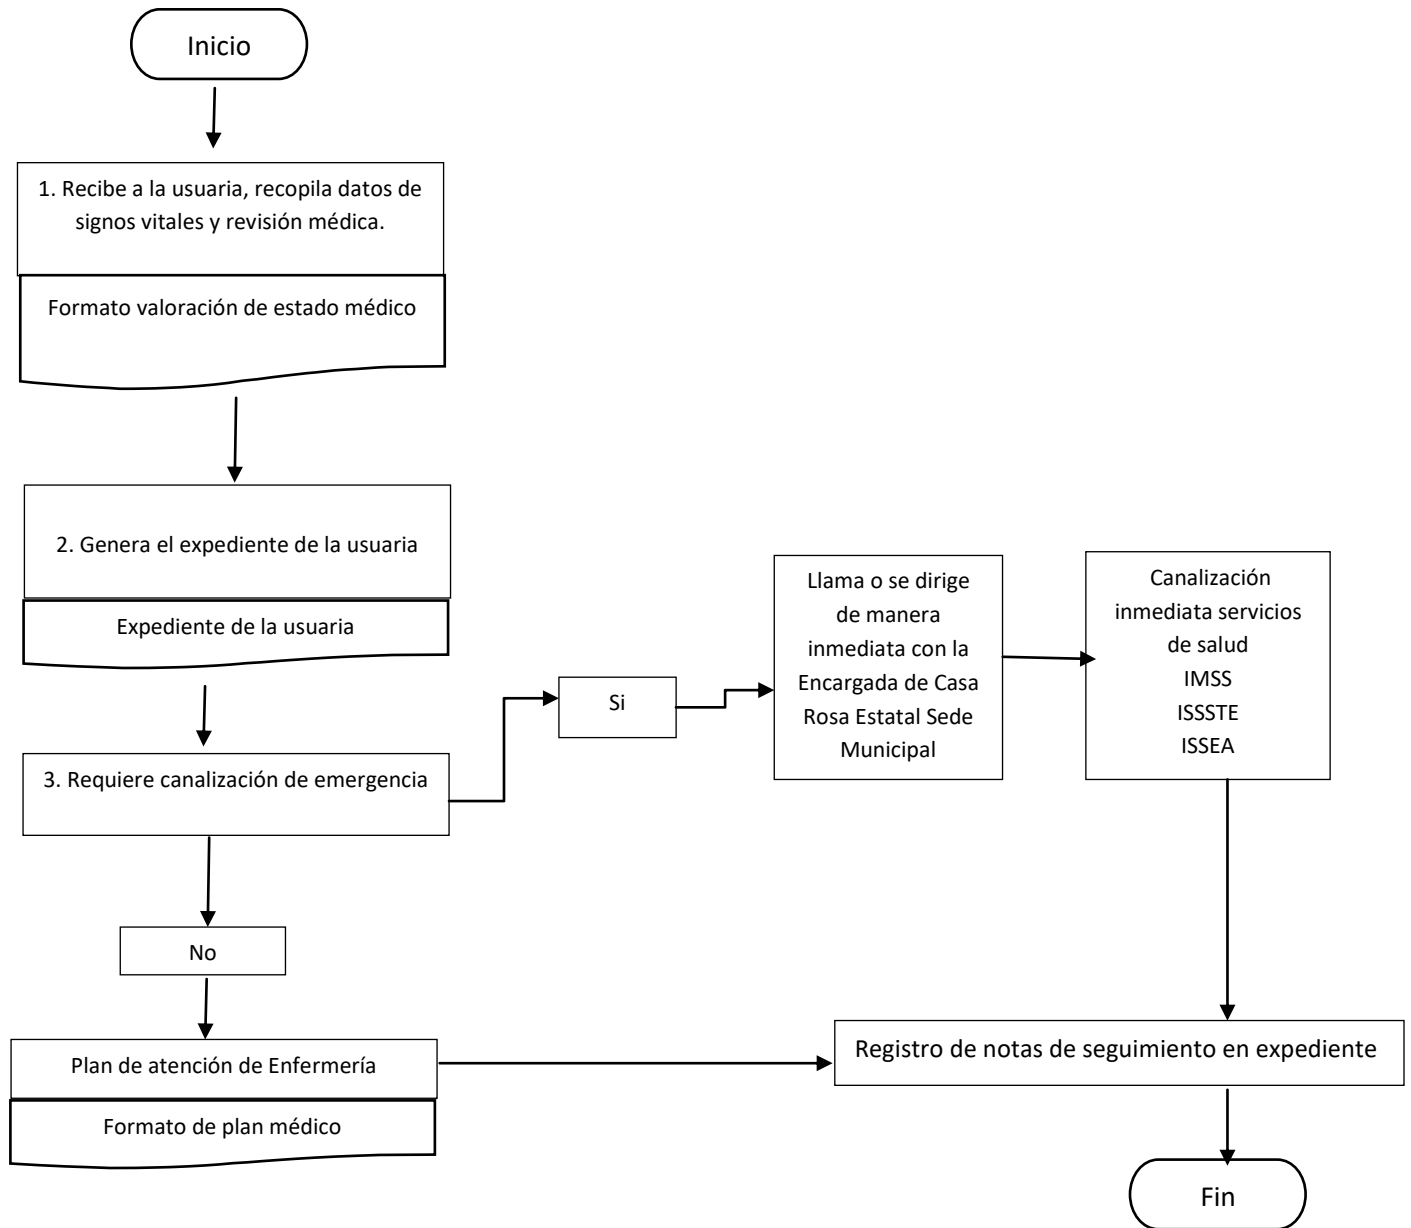 Inicio
1. Recibe a la usuaria, recopila datos de
signos vitales y revisión médica.
Formato valoración de estado médico
2. Genera el expediente de la usuaria
Expediente de la usuaria
3. Requiere canalización de emergencia
Si
Llama o se dirige
de manera
inmediata con la
Encargada de Casa
Rosa Estatal Sede
Municipal
Canalización
inmediata servicios
de salud
IMSS
ISSSTE
ISSEA
No
Plan de atención de Enfermería
Formato de plan médico
Registro de notas de seguimiento en expediente
Fin